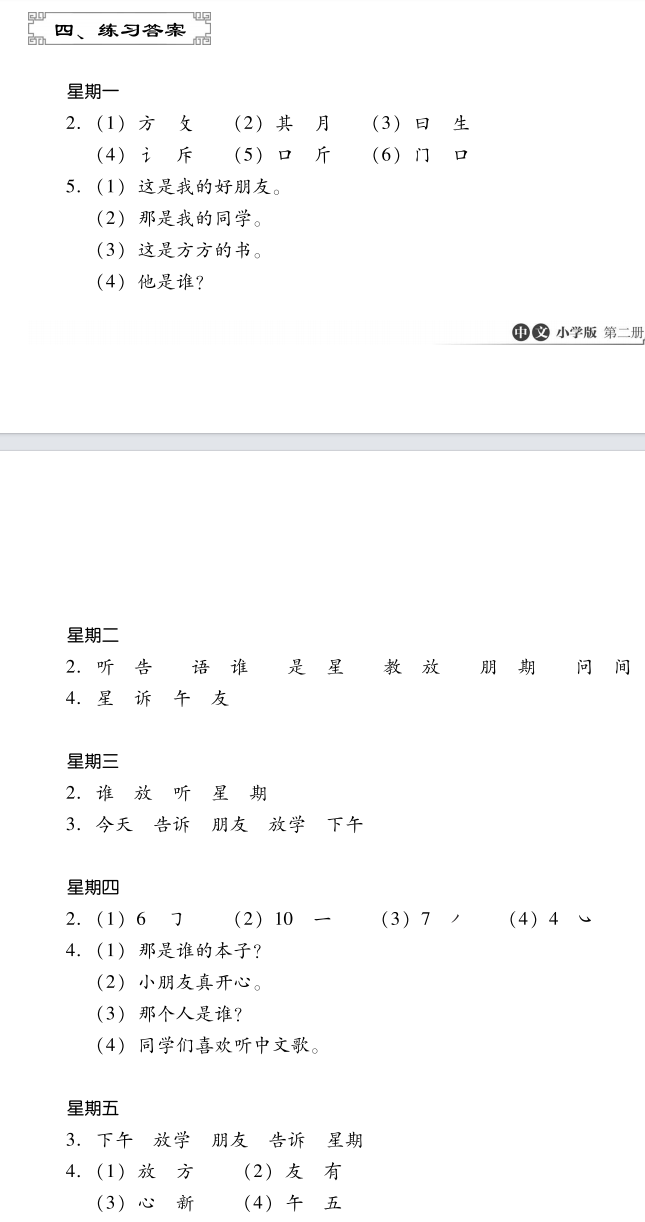 四、练习答案
星期一
2. (1) 方 攵 (2) 其 月 (3) 日 生
(4) 讠 斥 (5) 口 斤 (6) 门 口
5. (1) 这是我的好朋友。
(2) 那是我的同学。
(3) 这是方方的书。
(4) 他是谁?
中文 小学版 第二册
星期二
2. 听 告 语 谁 是 星 教 放 朋 期 问 间
4. 星 诉 午 友
星期三
2. 谁 放 听 星 期
3. 今天 告诉 朋友 放学 下午
星期四
2. (1) 6 ㇆ (2) 10 一 (3) 7 ㇒ (4) 4 ㇃
4. (1) 那是谁的本子?
(2) 小朋友真开心。
(3) 那个人是谁?
(4) 同学们喜欢听中文歌。
星期五
3. 下午 放学 朋友 告诉 星期
4. (1) 放 方 (2) 友 有
(3) 心 新 (4) 午 五